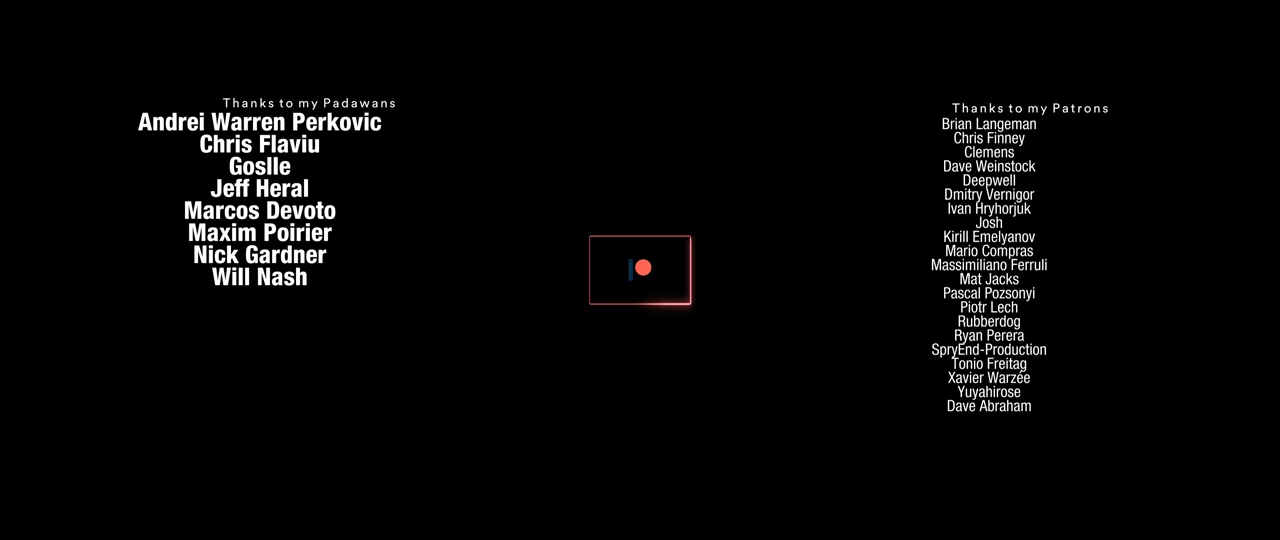 Thanks to my Padawans
Andrei Warren Perkovic
Chris Flaviu
Goslle
Jeff Heral
Marcos Devoto
Maxim Poirier
Nick Gardner
Will Nash
Thanks to my Patrons
Brian Langeman
Chris Finney
Clemens
Dave Weinstock
Deepwell
Dmitry Vernigor
Ivan Hryhorjuk
Josh
Kirill Emelyanov
Mario Compras
Massimiliano Ferruli
Mat Jacks
Pascal Pozsonyi
Piotr Lech
Rubberdog
Ryan Perera
SpryEnd-Production
Tonio Freitag
Xavier Warzée
Yuyahirose
Dave Abraham